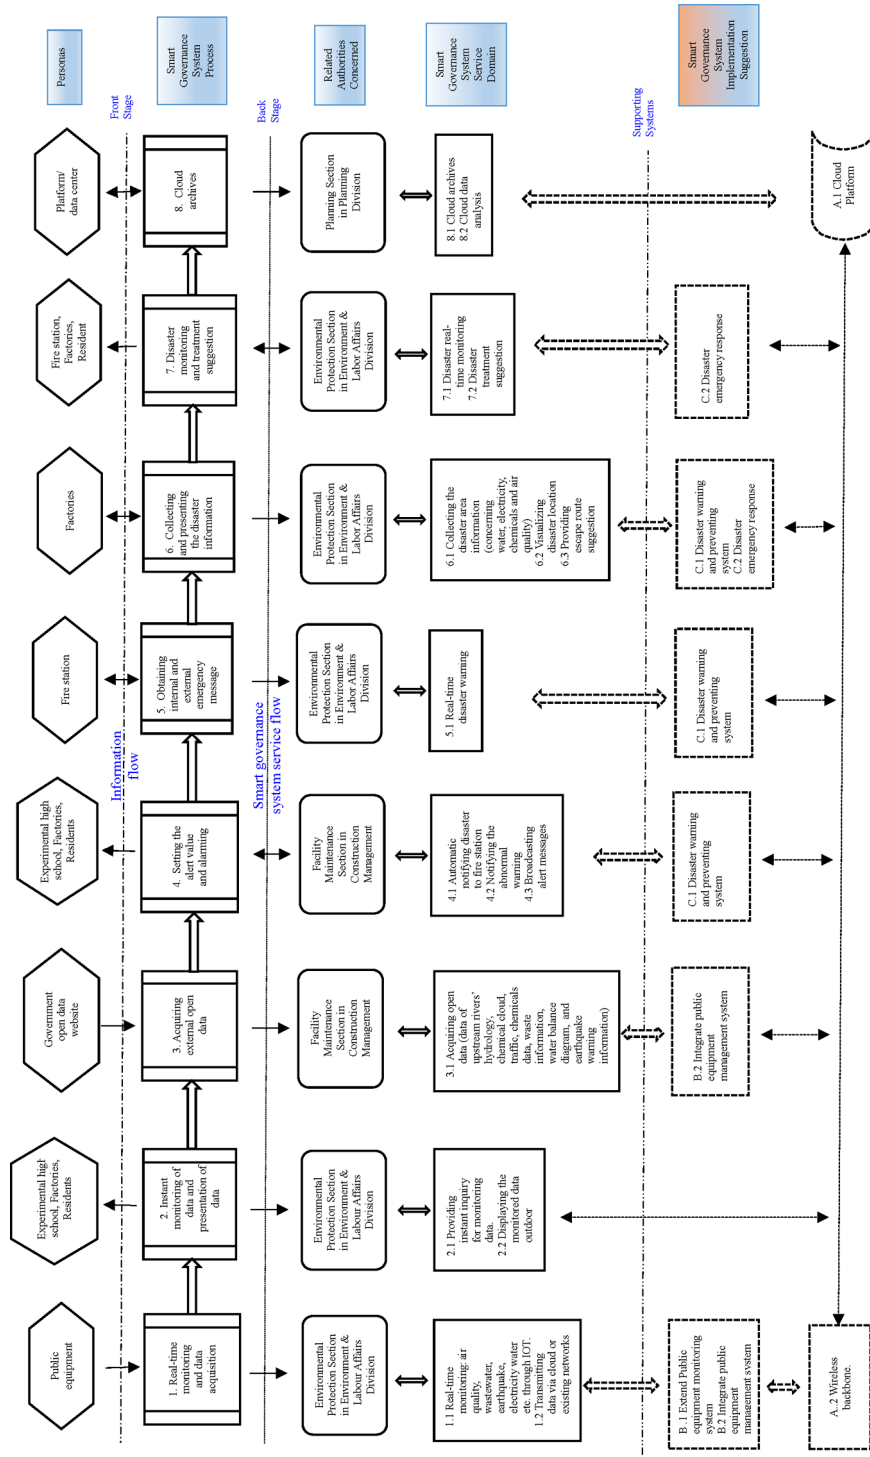 Public
equipment
Experimental high
school, Factories,
Residents
Government
open data
website
Experimental high
school, Factories,
Residents
Fire station
Factories
Fire station,
Factories,
Resident
Platform/
data center
Personas
Information
flow
Front
Stage
1. Real-time
monitoring
and data
acquisition
2. Instant
monitoring of
data and
presentation of
data
3. Acquiring
external open
data
4. Setting the
alert value
and alarming
5. Obtaining
internal and
external
emergency
message
6. Collecting
and presenting
the disaster
information
7. Disaster
monitoring
and treatment
suggestion
8. Cloud
archives
Smart
Governance
System
Process
Smart governance
system service flow
Back
Stage
Environmental
Protection Section
in Environment &
Labour Affairs
Division
Environmental
Protection Section
in Environment &
Labour Affairs
Division
Facility
Maintenance
Section in
Construction
Management
Facility
Maintenance
Section in
Construction
Management
Environmental
Protection Section
in Environment &
Labor Affairs
Division
Environmental
Protection Section
in Environment &
Labor Affairs
Division
Environmental
Protection Section
in Environment &
Labor Affairs
Division
Planning Section
in Planning
Division
Related
Authorities
Concerned
1.1 Real-time
monitoring: air
quality,
wastewater,
earthquake,
electricity water
etc. through IOT.
1.2 Transmitting
data via cloud or
existing networks
2.1 Providing
instant inquiry
for monitoring
data.
2.2 Displaying the
monitored data
outdoor
3.1 Acquiring open
data (data of
upstream rivers’
hydrology,
chemical cloud,
traffic, chemicals
data, waste
information,
water balance
diagram, and
earthquake
warning
information)
4.1 Automatic
notifying disaster
to fire station
4.2 Notifying the
abnormal
warning
4.3 Broadcasting
alert messages
5.1 Real-time
disaster warning
6.1 Collecting the
disaster area
information
(concerning
water, electricity,
chemicals and air
quality)
6.2 Visualizing
disaster location
6.3 Providing
escape route
suggestion
7.1 Disaster real-
time monitoring
7.2 Disaster
treatment
suggestion
8.1 Cloud archives
8.2 Cloud data
analysis
Smart
Governance
System
Service
Domain
Supporting
Systems
B..1 Extend Public
equipment monitoring
system
B.2 Integrate public
equipment
management system
B.2 Integrate public
equipment
management system
C.1 Disaster warning
and preventing
system
C.1 Disaster warning
and preventing
system
C.1 Disaster warning
and preventing
system
C.2 Disaster
emergency response
C.2 Disaster
emergency response
Smart
Governance
System
Implementation
Suggestion
A..2 Wireless
backbone.
A.1 Cloud
Platform